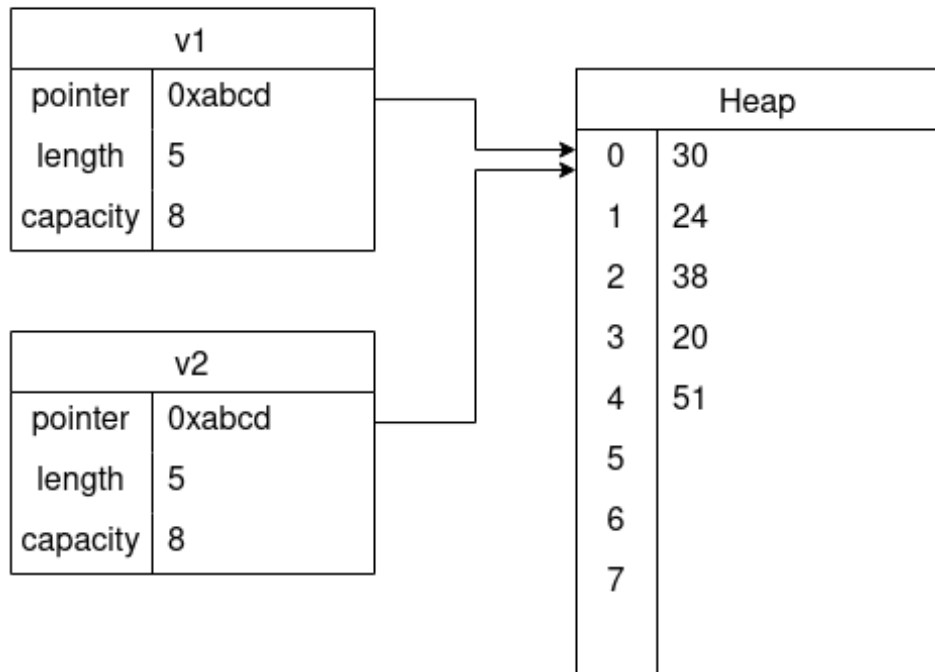 v1
pointer 0xabcd
length 5
capacity 8
v2
pointer 0xabcd
length 5
capacity 8
Heap
0 30
1 24
2 38
3 20
4 51
5
6
7